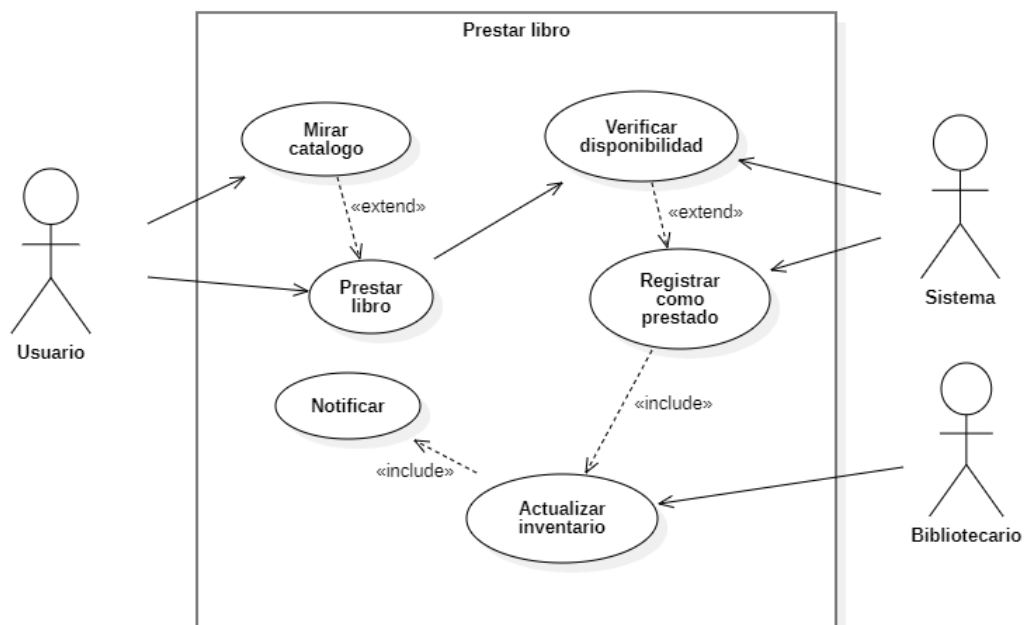 Prestar libro
Mirar
catalogo
Verificar
disponibilidad
«extend»
«extend»
Prestar
libro
Registrar
como
prestado
Sistema
Usuario
Notificar
«include»
«include»
Actualizar
inventario
Bibliotecario